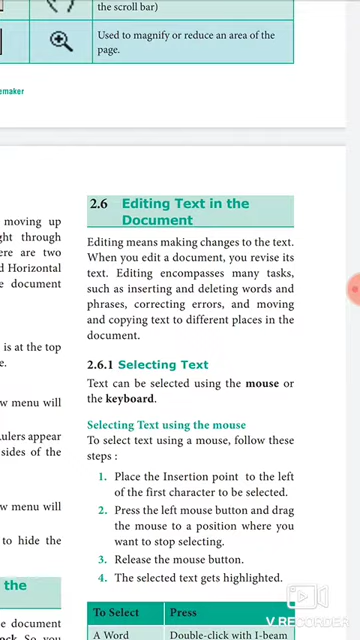 the scroll bar)
Used to magnify or reduce an area of the
page.
emaker
moving up
ght through
ere are two
d Horizontal
e document
is at the top
e.
w menu will
Rulers appear
sides of the
w menu will
to hide the
the
e document
ock. So you
2.6 Editing Text in the
Document
Editing means making changes to the text.
When you edit a document, you revise its
text. Editing encompasses many tasks,
such as inserting and deleting words and
phrases, correcting errors, and moving
and copying text to different places in the
document.
2.6.1 Selecting Text
Text can be selected using the mouse or
the keyboard.
Selecting Text using the mouse
To select text using a mouse, follow these
steps :
1. Place the Insertion point to the left
of the first character to be selected.
2. Press the left mouse button and drag
the mouse to a position where you
want to stop selecting.
3. Release the mouse button.
4. The selected text gets highlighted.
To Select Press
A Word Double-click with I-beam
V.RECORDER